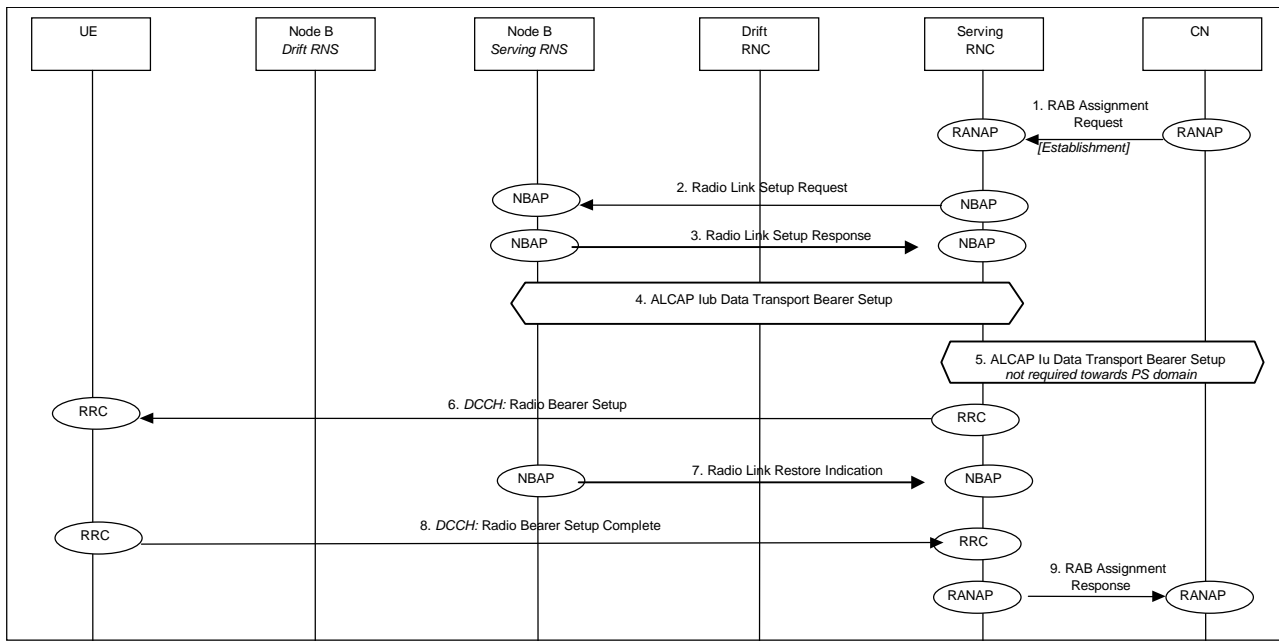 UE
Node B
Drift RNS
Node B
Serving RNS
Drift
RNC
Serving
RNC
CN
1. RAB Assignment
Request
RANAP
RANAP
[Establishment]
2. Radio Link Setup Request
NBAP
NBAP
3. Radio Link Setup Response
NBAP
NBAP
4. ALCAP Iub Data Transport Bearer Setup
5. ALCAP Iu Data Transport Bearer Setup
not required towards PS domain
6. DCCH: Radio Bearer Setup
RRC
RRC
7. Radio Link Restore Indication
NBAP
NBAP
8. DCCH: Radio Bearer Setup Complete
RRC
RRC
9. RAB Assignment
Response
RANAP
RANAP